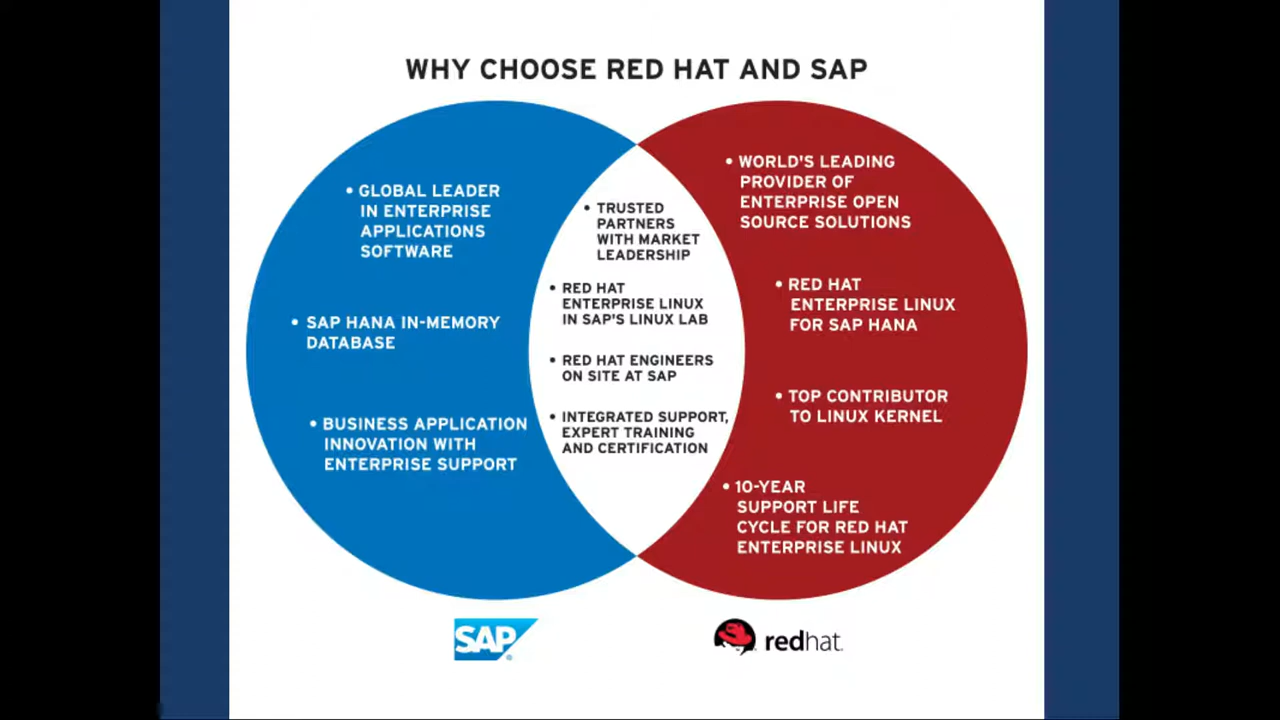 WHY CHOOSE RED HAT AND SAP
• GLOBAL LEADER
IN ENTERPRISE
APPLICATIONS
SOFTWARE
• SAP HANA IN-MEMORY
DATABASE
• BUSINESS APPLICATION
INNOVATION WITH
ENTERPRISE SUPPORT
• TRUSTED
PARTNERS
WITH MARKET
LEADERSHIP
• RED HAT
ENTERPRISE LINUX
IN SAP'S LINUX LAB
• RED HAT ENGINEERS
ON SITE AT SAP
• INTEGRATED SUPPORT,
EXPERT TRAINING
AND CERTIFICATION
• WORLD'S LEADING
PROVIDER OF
ENTERPRISE OPEN
SOURCE SOLUTIONS
• RED HAT
ENTERPRISE LINUX
FOR SAP HANA
• TOP CONTRIBUTOR
TO LINUX KERNEL
• 10-YEAR
SUPPORT LIFE
CYCLE FOR RED HAT
ENTERPRISE LINUX
SAP
redhat.